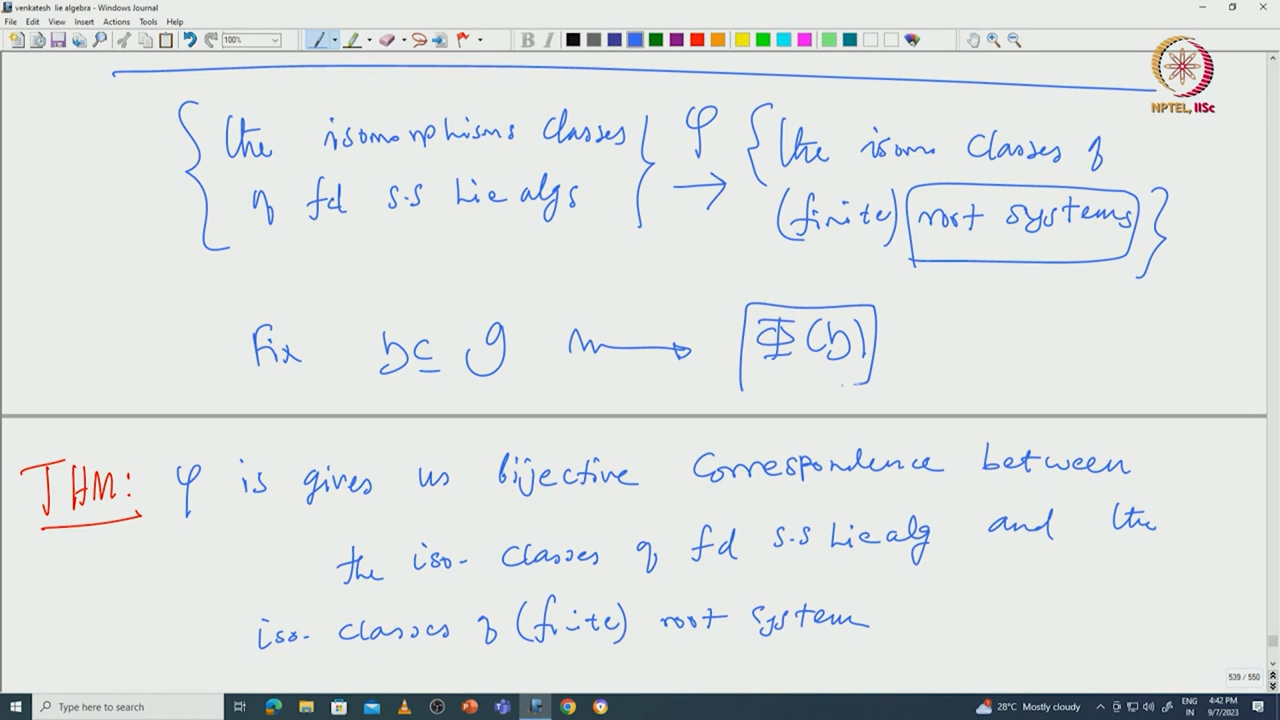 venkatesh lie algebra - Windows Journal
File Edit View Insert Actions Tools Help
100%
NPTEL, IISc
{ the isomorphisms classes of fd s.s Lie algs } φ → { the isom. classes of (finite) root systems }
Fix 𝔥 ⊆ 𝔤 ⟿ Φ(𝔥)
THM: φ is gives us bijective correspondence between
the iso- classes of fd s.s Lie alg and the
iso- classes of (finite) root system
539 / 550
Type here to search
28°C Mostly cloudy
ENG
IN
4:42 PM
9/7/2023